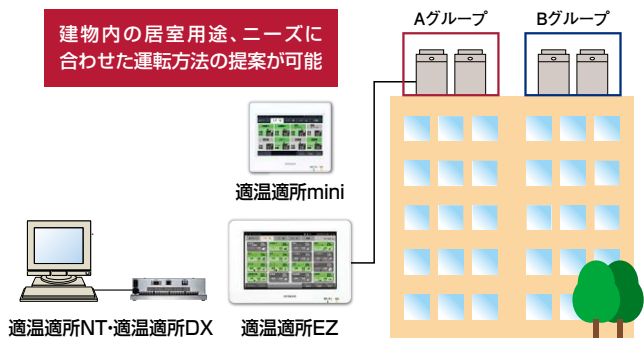 建物内の居室用途、ニーズに
合わせた運転方法の提案が可能
Aグループ
Bグループ
適温適所mini
適温適所NT・適温適所DX
適温適所EZ